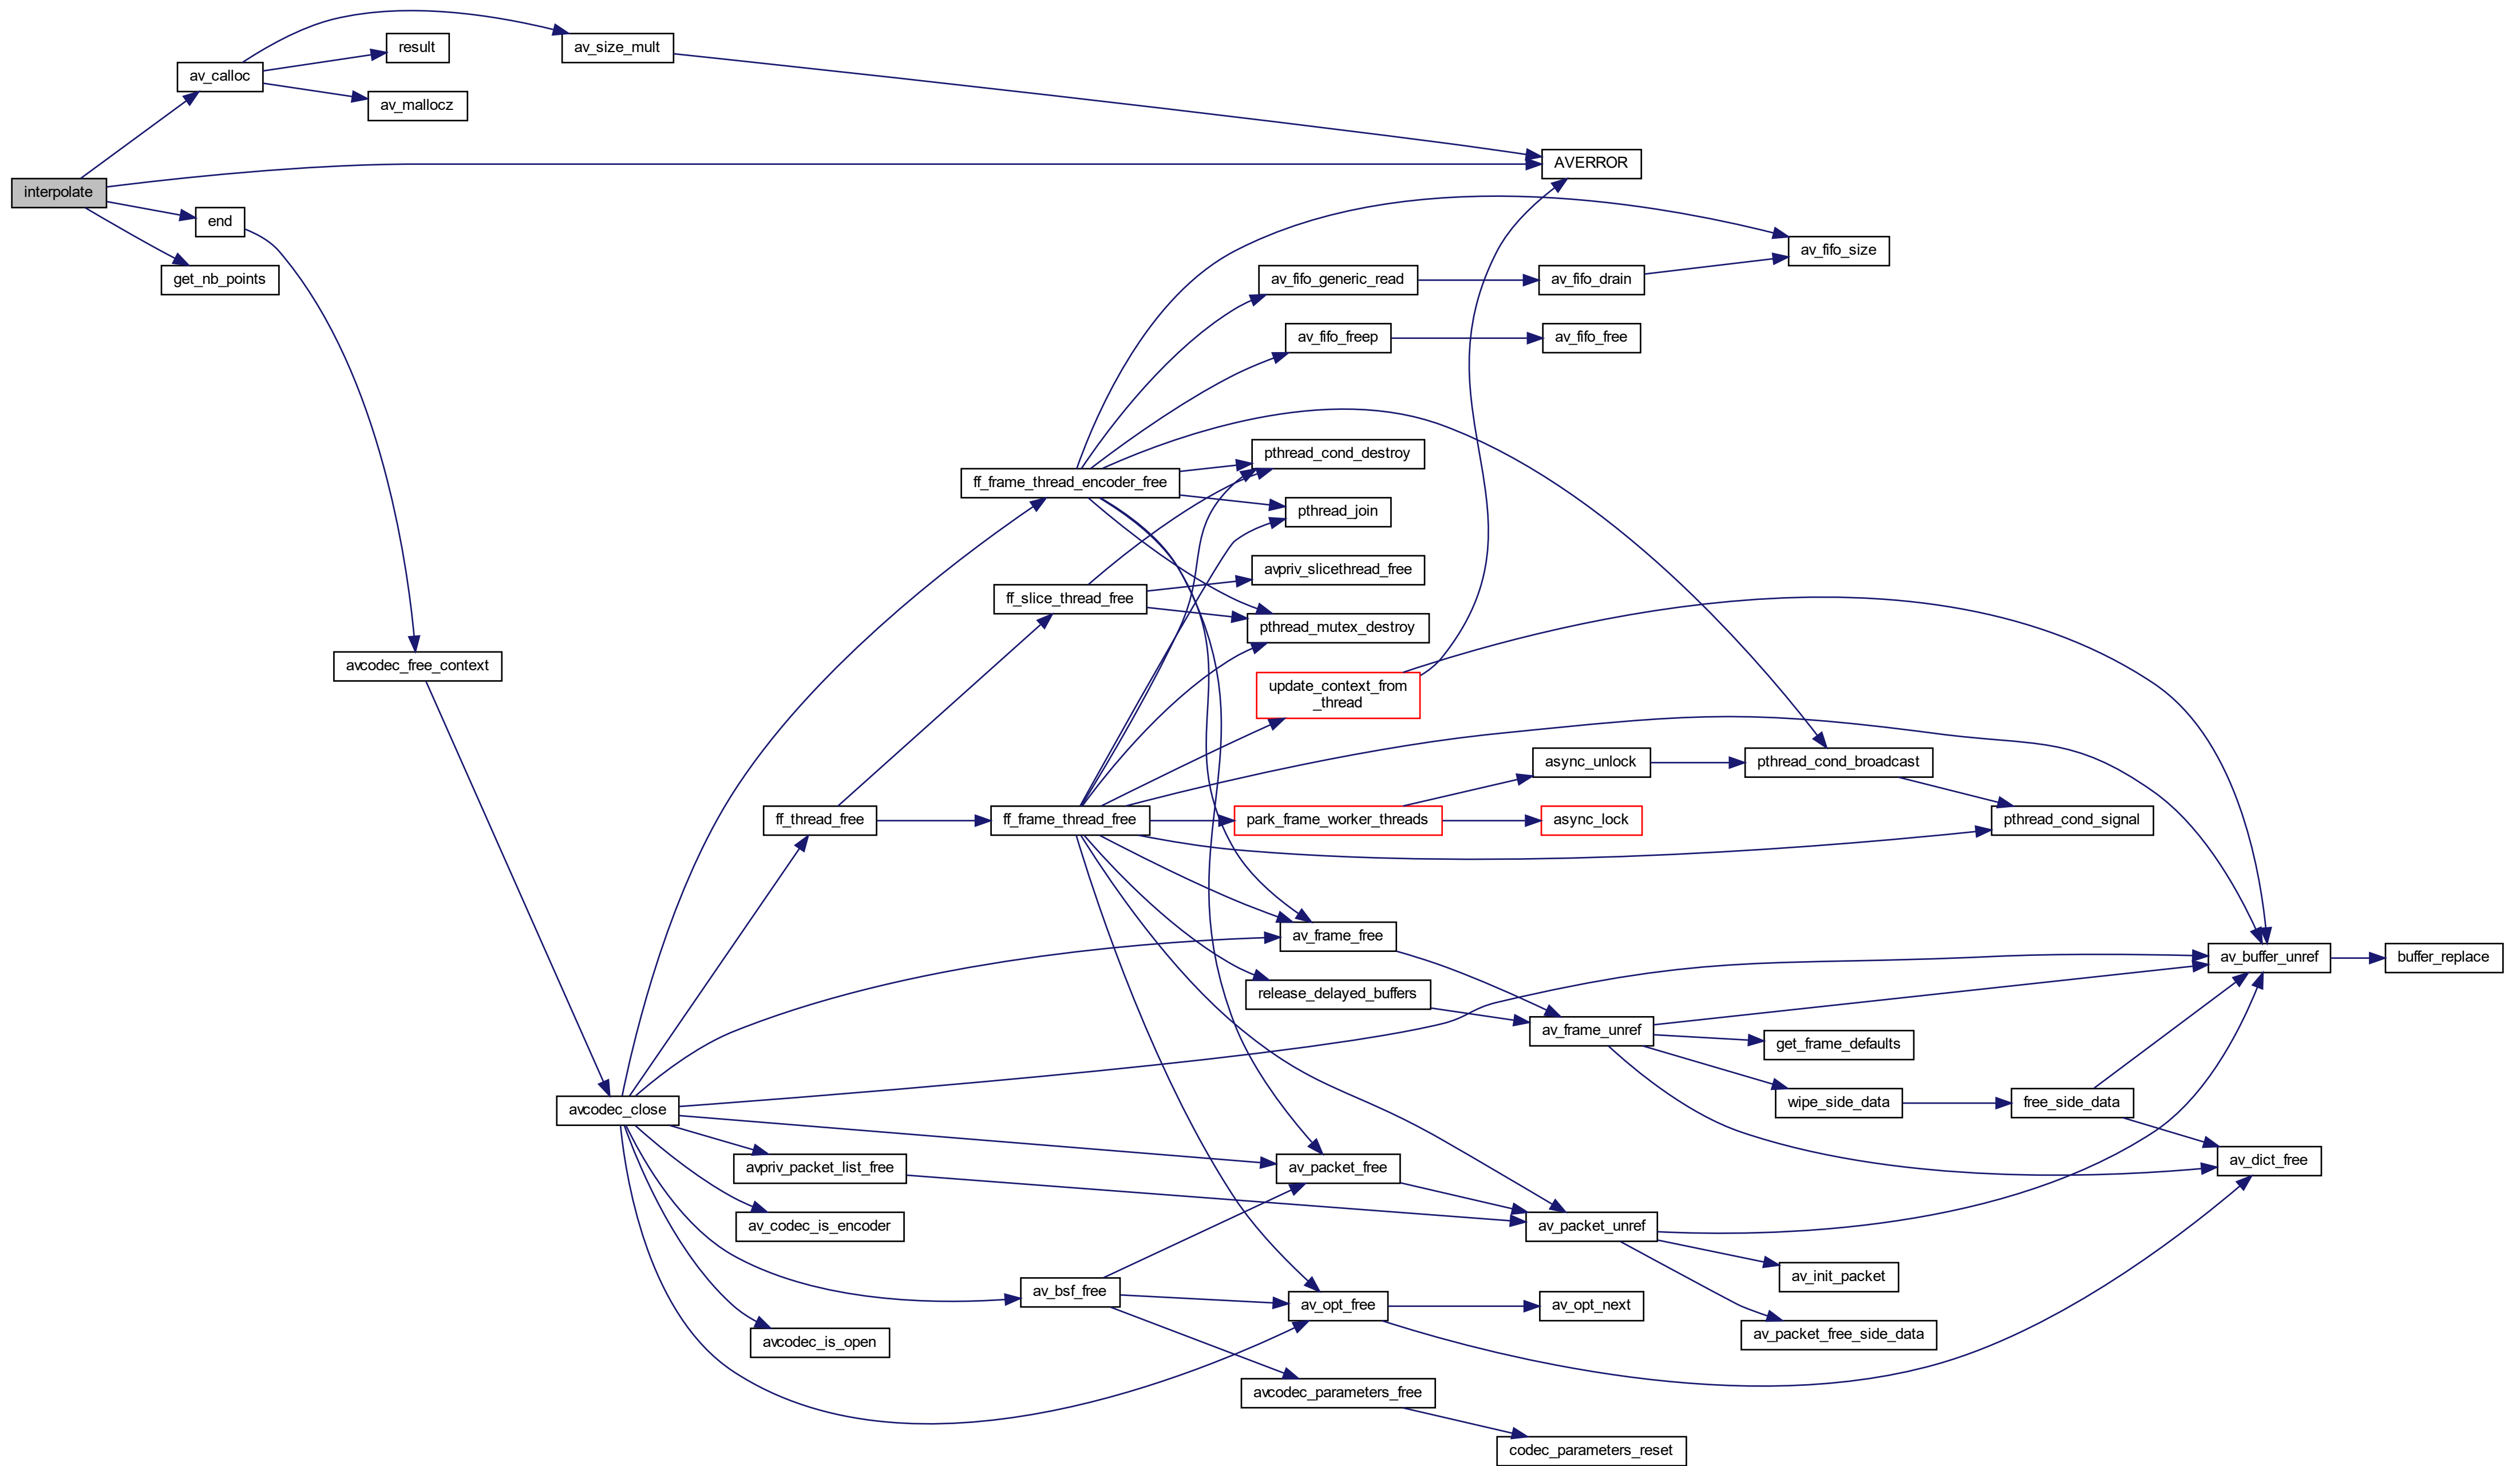 result
av_size_mult
av_calloc
av_mallocz
AVERROR
interpolate
end
av_fifo_size
get_nb_points
av_fifo_generic_read
av_fifo_drain
av_fifo_freep
av_fifo_free
pthread_cond_destroy
ff_frame_thread_encoder_free
pthread_join
avpriv_slicethread_free
ff_slice_thread_free
pthread_mutex_destroy
avcodec_free_context
update_context_from
_thread
async_unlock
pthread_cond_broadcast
ff_thread_free
ff_frame_thread_free
park_frame_worker_threads
async_lock
pthread_cond_signal
av_frame_free
av_buffer_unref
buffer_replace
release_delayed_buffers
av_frame_unref
get_frame_defaults
avcodec_close
wipe_side_data
free_side_data
avpriv_packet_list_free
av_packet_free
av_dict_free
av_codec_is_encoder
av_packet_unref
av_init_packet
av_bsf_free
av_opt_free
av_opt_next
avcodec_is_open
av_packet_free_side_data
avcodec_parameters_free
codec_parameters_reset